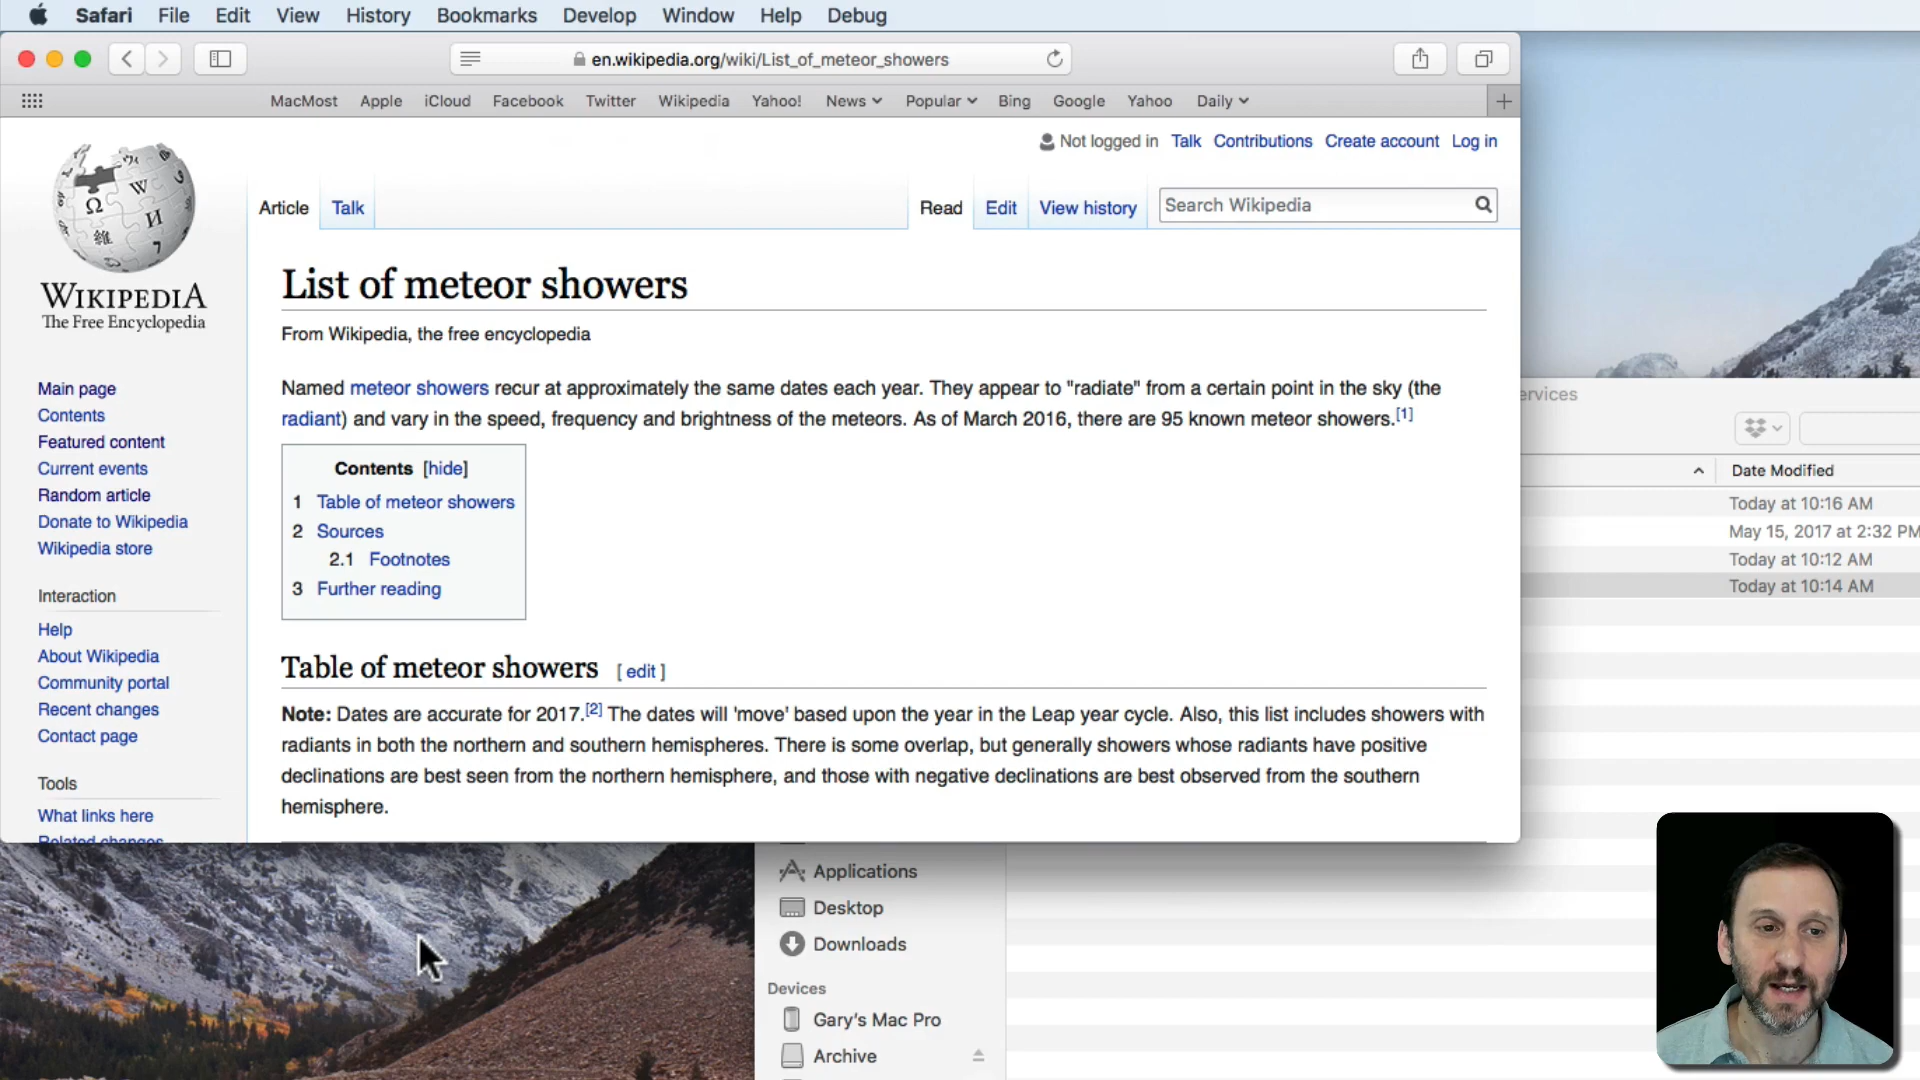 Safari File Edit View History Bookmarks Develop Window Help Debug
en.wikipedia.org/wiki/List_of_meteor_showers
MacMost Apple iCloud Facebook Twitter Wikipedia Yahoo! News Popular Bing Google Yahoo Daily
Not logged in Talk Contributions Create account Log in
Article Talk Read Edit View history Search Wikipedia
WIKIPEDIA
The Free Encyclopedia
List of meteor showers
From Wikipedia, the free encyclopedia
Named meteor showers recur at approximately the same dates each year. They appear to "radiate" from a certain point in the sky (the
radiant) and vary in the speed, frequency and brightness of the meteors. As of March 2016, there are 95 known meteor showers.[1]
Contents [hide]
1 Table of meteor showers
2 Sources
2.1 Footnotes
3 Further reading
Table of meteor showers [ edit ]
Note: Dates are accurate for 2017.[2] The dates will 'move' based upon the year in the Leap year cycle. Also, this list includes showers with
radiants in both the northern and southern hemispheres. There is some overlap, but generally showers whose radiants have positive
declinations are best seen from the northern hemisphere, and those with negative declinations are best observed from the southern
hemisphere.
Main page
Contents
Featured content
Current events
Random article
Donate to Wikipedia
Wikipedia store
Interaction
Help
About Wikipedia
Community portal
Recent changes
Contact page
Tools
What links here
Related changes
ervices
Date Modified
Today at 10:16 AM
May 15, 2017 at 2:32 PM
Today at 10:12 AM
Today at 10:14 AM
Applications
Desktop
Downloads
Devices
Gary's Mac Pro
Archive